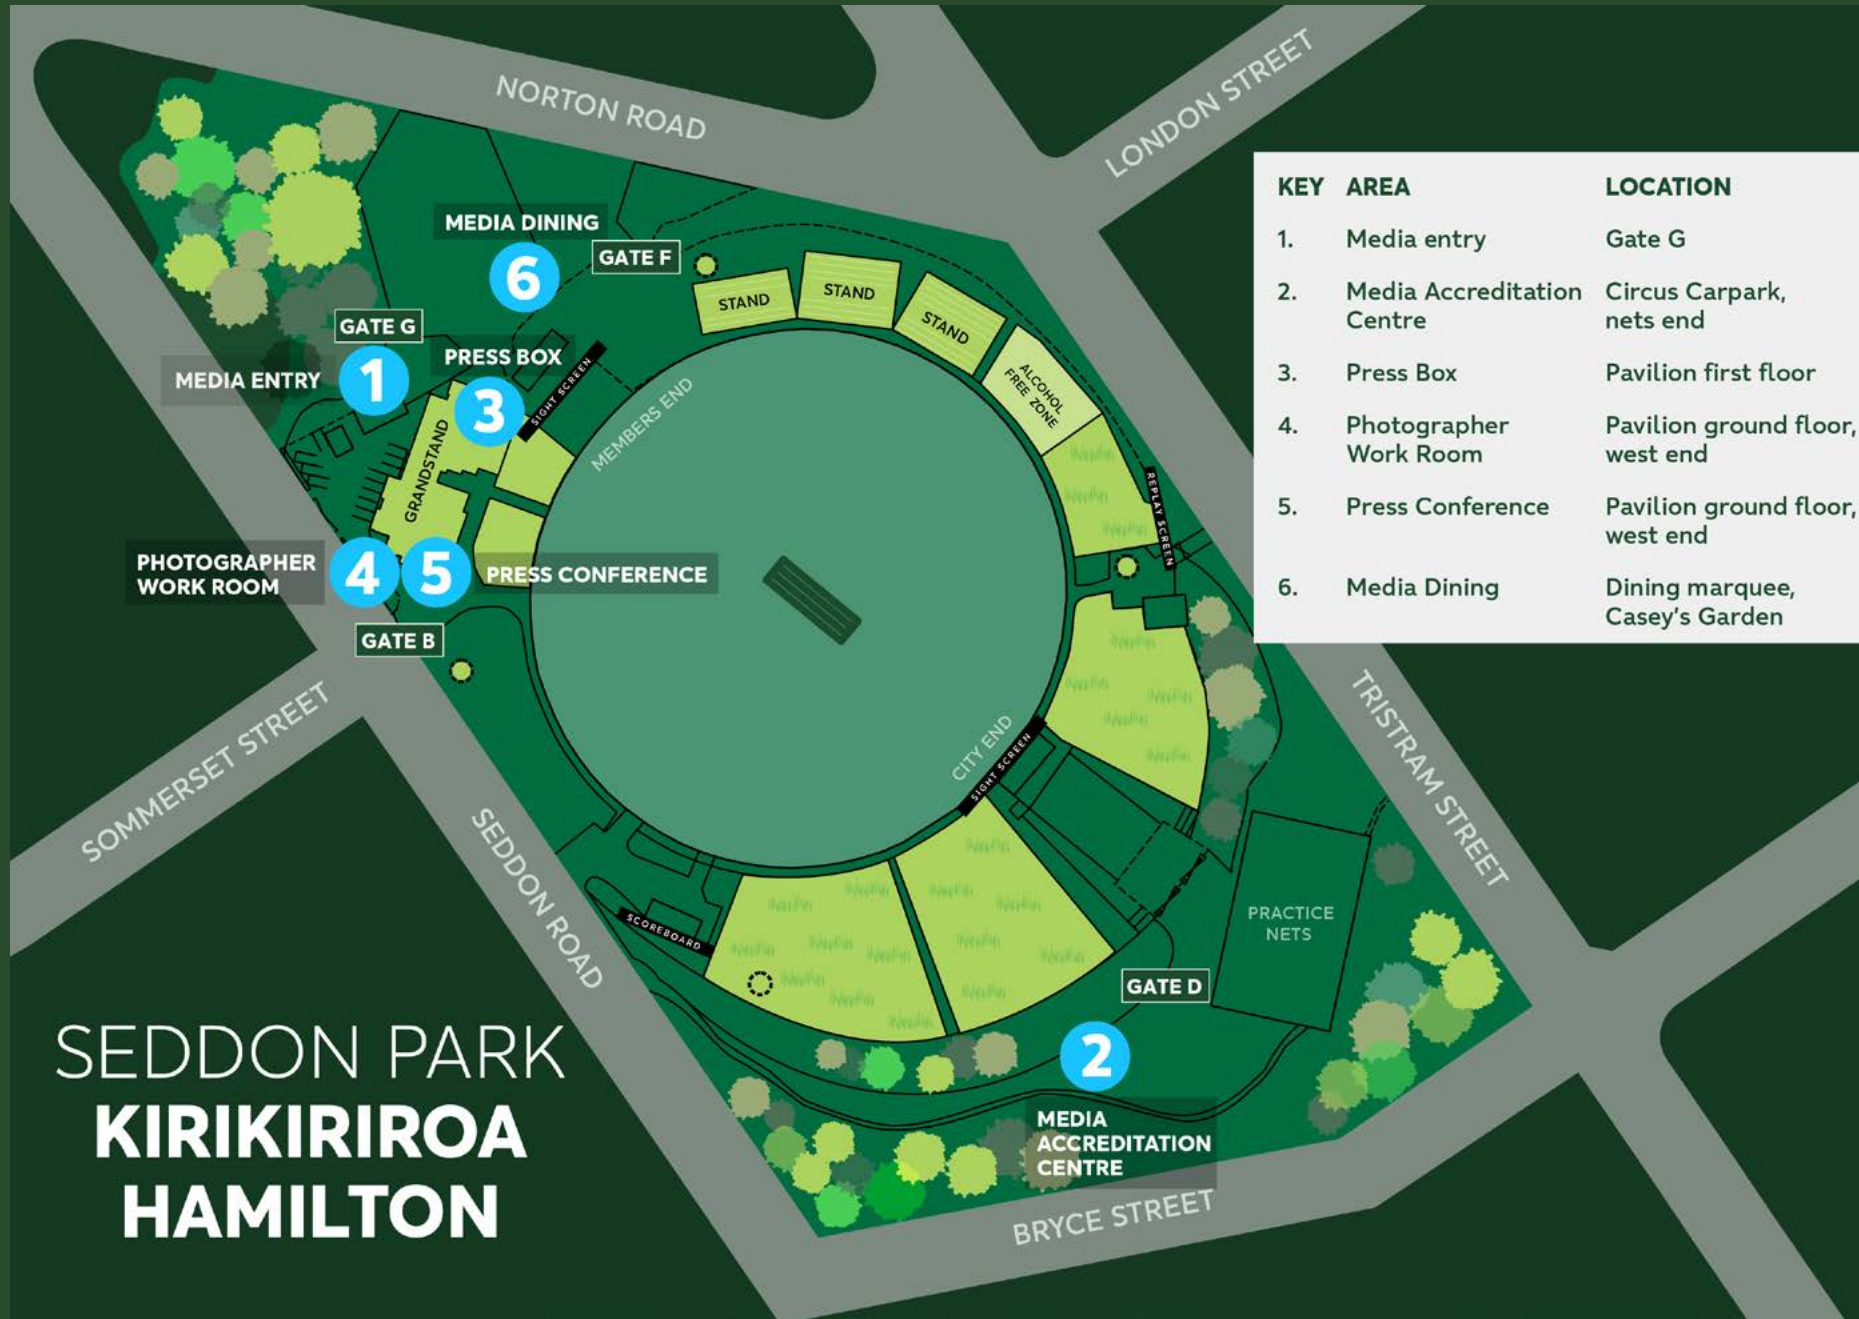 NORTON ROAD
LONDON STREET
KEY AREA LOCATION
1. Media entry Gate G
2. Media Accreditation Circus Carpark,
Centre nets end
3. Press Box Pavilion first floor
4. Photographer Pavilion ground floor,
Work Room west end
5. Press Conference Pavilion ground floor,
west end
6. Media Dining Dining marquee,
Casey's Garden
MEDIA DINING
6
GATE F
STAND
STAND
STAND
ALCOHOL
FREE ZONE
GATE G
MEDIA ENTRY
1
PRESS BOX
3
SIGHT SCREEN
MEMBERS END
GRANDSTAND
REPLAY SCREEN
PHOTOGRAPHER
WORK ROOM
4
5
PRESS CONFERENCE
GATE B
SOMMERSET STREET
SEDDON ROAD
TRISTRAM STREET
CITY END
SIGHT SCREEN
SCOREBOARD
PRACTICE
NETS
GATE D
2
MEDIA
ACCREDITATION
CENTRE
BRYCE STREET
SEDDON PARK
KIRIKIRIROA
HAMILTON